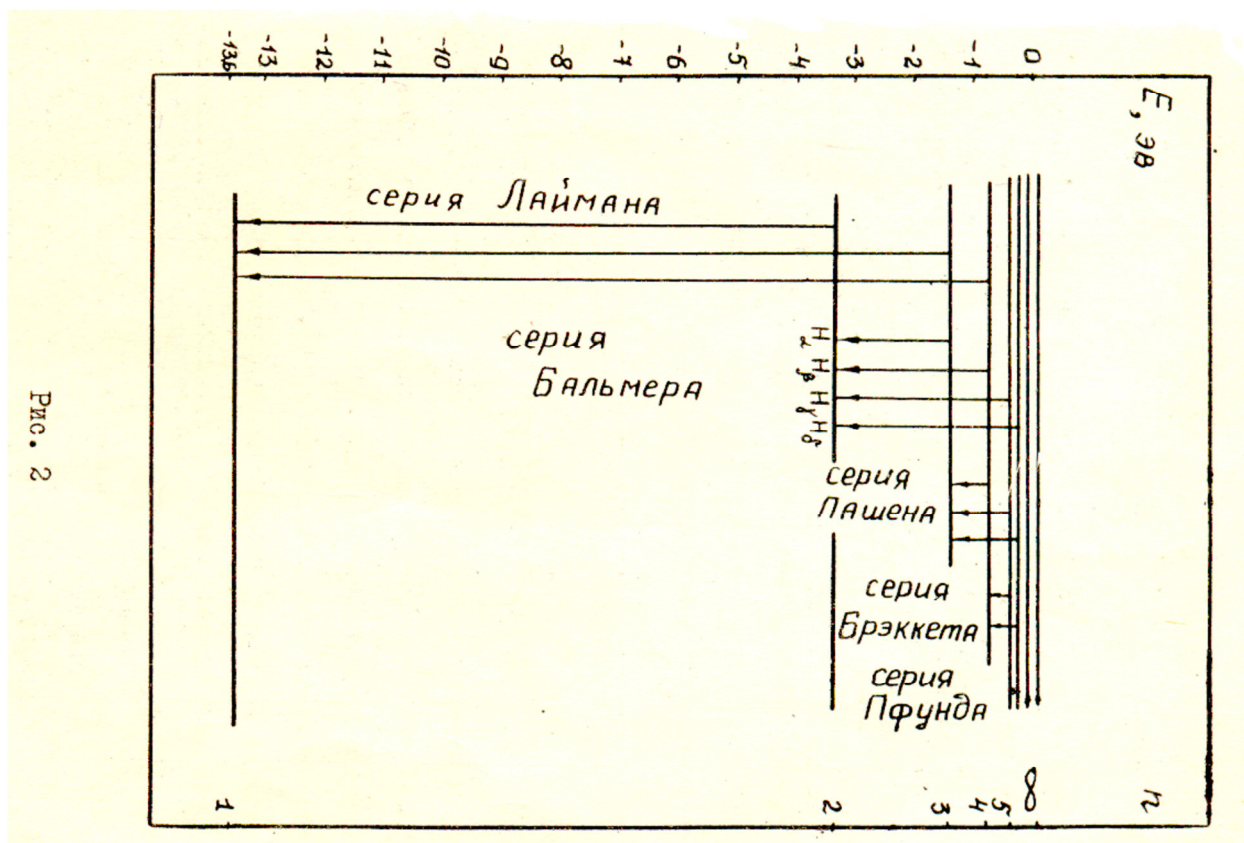 -13,6 -13 -12 -11 -10 -9 -8 -7 -6 -5 -4 -3 -2 -1 0
E, эв
серия Лаймана
серия
Бальмера
Hα Hβ Hγ Hδ
серия
Пашена
серия
Брэккета
серия
Пфунда
1 2 3 4 5 ∞ n
Рис. 2